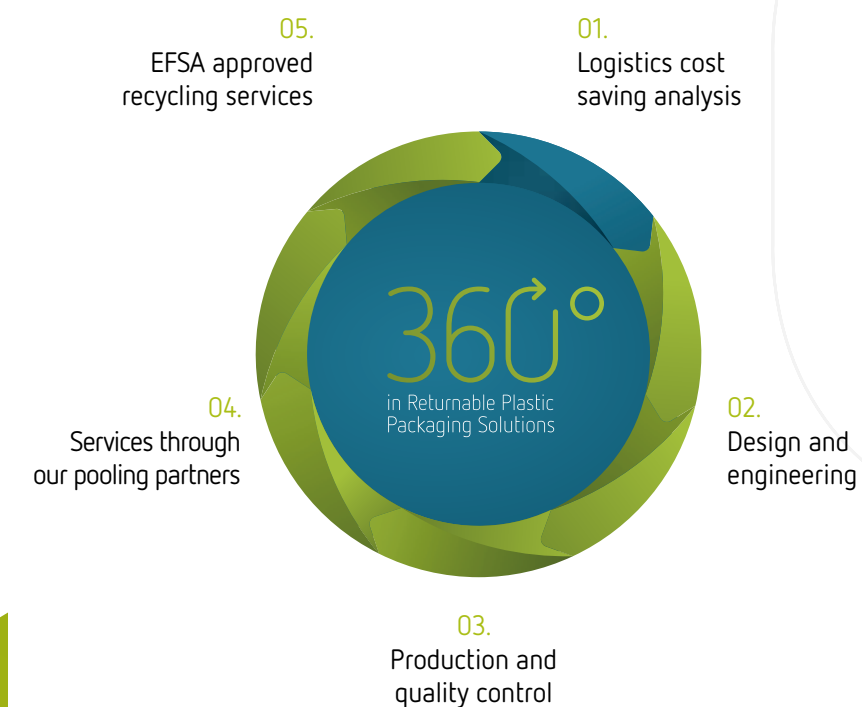 05.
EFSA approved
recycling services
01.
Logistics cost
saving analysis
360°
in Returnable Plastic
Packaging Solutions
04.
Services through
our pooling partners
02.
Design and
engineering
03.
Production and
quality control